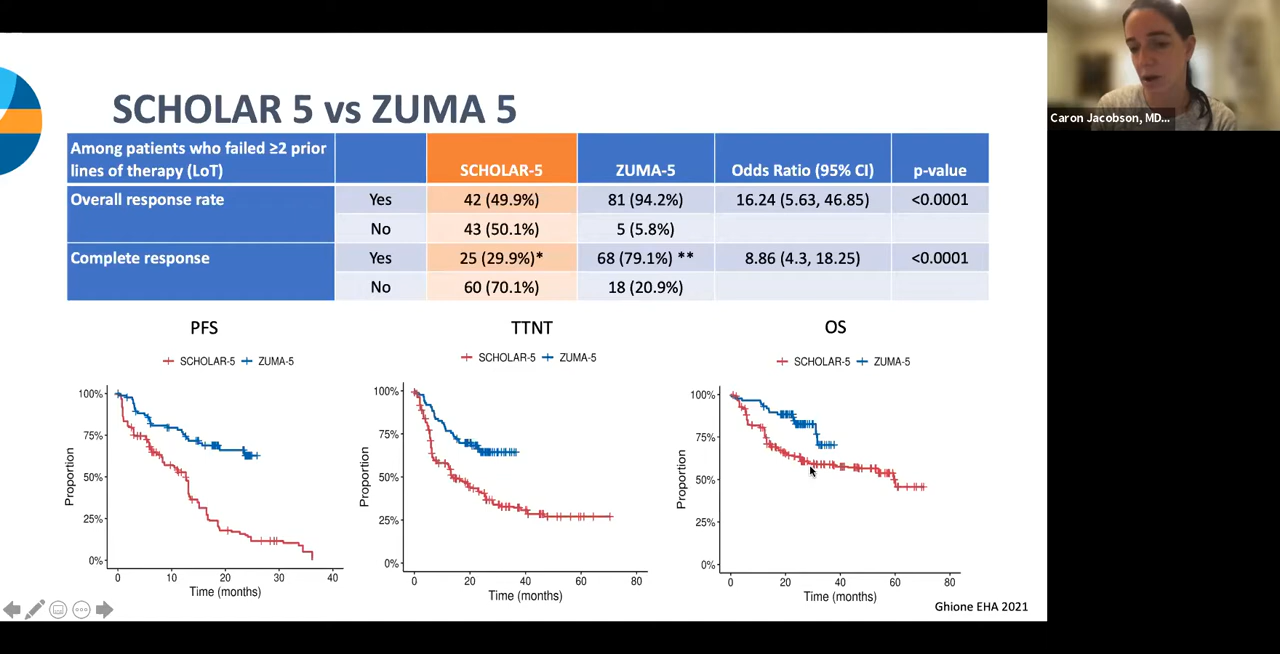 Caron Jacobson, MD...
SCHOLAR 5 vs ZUMA 5
Among patients who failed ≥2 prior
lines of therapy (LoT)
SCHOLAR-5 ZUMA-5 Odds Ratio (95% CI) p-value
Overall response rate Yes 42 (49.9%) 81 (94.2%) 16.24 (5.63, 46.85) <0.0001
No 43 (50.1%) 5 (5.8%)
Complete response Yes 25 (29.9%)* 68 (79.1%) ** 8.86 (4.3, 18.25) <0.0001
No 60 (70.1%) 18 (20.9%)
PFS
SCHOLAR-5 ZUMA-5
Proportion
100%
75%
50%
25%
0%
0 10 20 30 40
Time (months)
TTNT
SCHOLAR-5 ZUMA-5
Proportion
100%
75%
50%
25%
0%
0 20 40 60 80
Time (months)
OS
SCHOLAR-5 ZUMA-5
Proportion
100%
75%
50%
25%
0%
0 20 40 60 80
Time (months)
Ghione EHA 2021